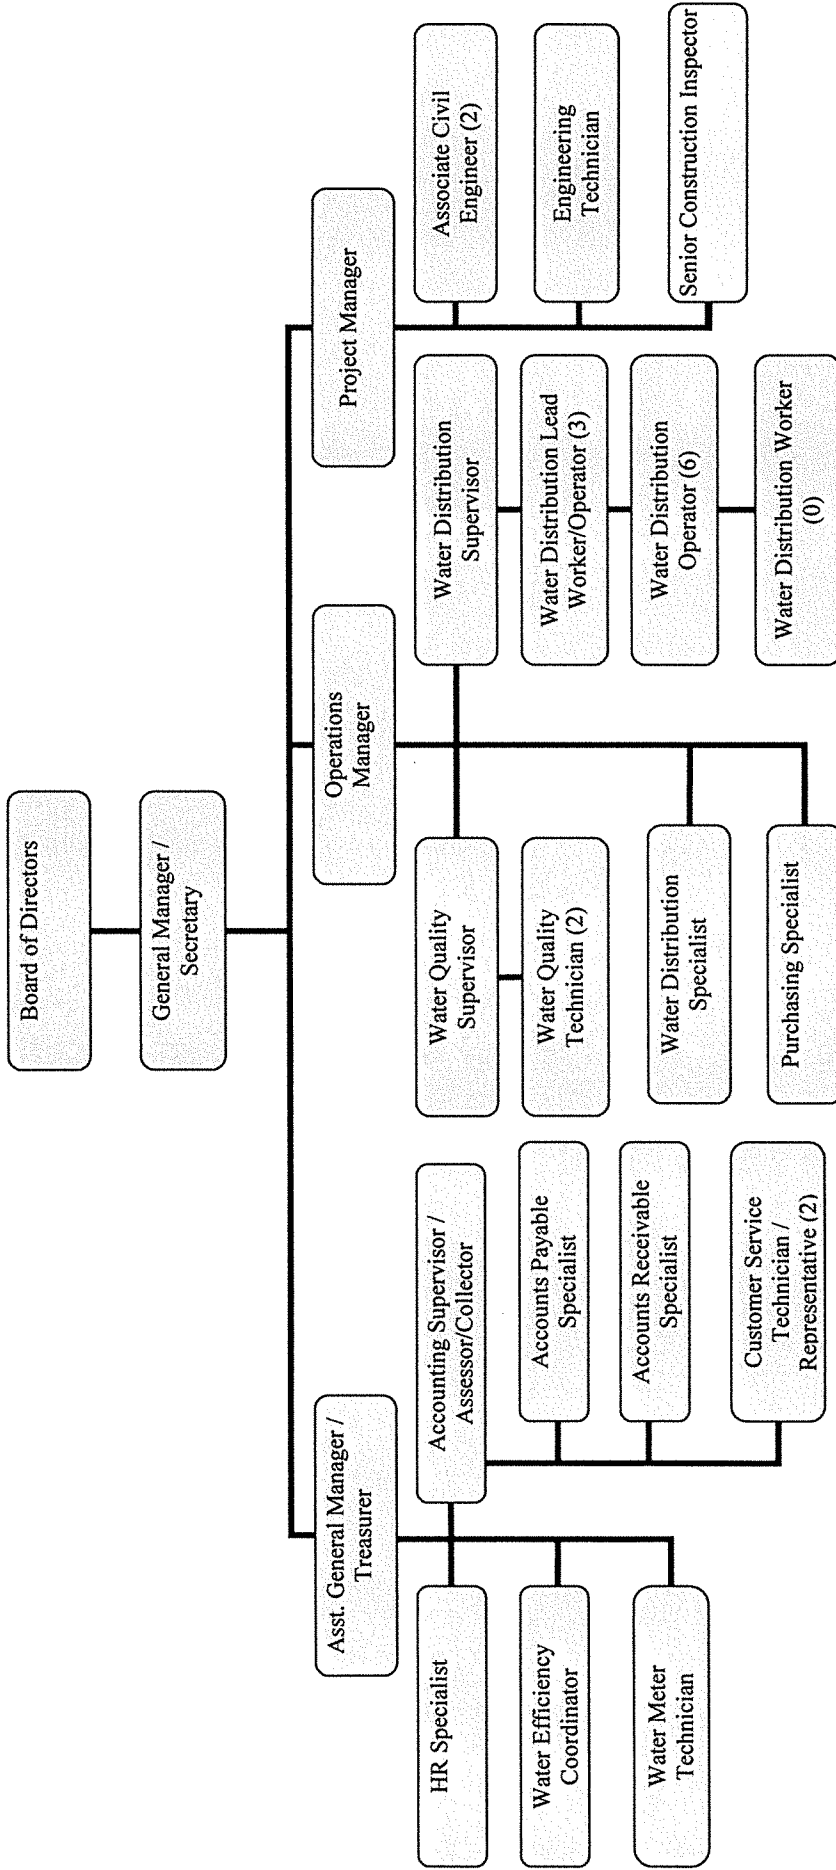 Board of Directors
General Manager /
Secretary
Asst. General Manager /
Treasurer
Operations
Manager
Project Manager
HR Specialist
Water Efficiency
Coordinator
Water Meter
Technician
Accounting Supervisor /
Assessor/Collector
Accounts Payable
Specialist
Accounts Receivable
Specialist
Customer Service
Technician /
Representative (2)
Water Quality
Supervisor
Water Quality
Technician (2)
Water Distribution
Specialist
Purchasing Specialist
Water Distribution
Supervisor
Water Distribution Lead
Worker/Operator (3)
Water Distribution
Operator (6)
Water Distribution Worker
(0)
Associate Civil
Engineer (2)
Engineering
Technician
Senior Construction Inspector